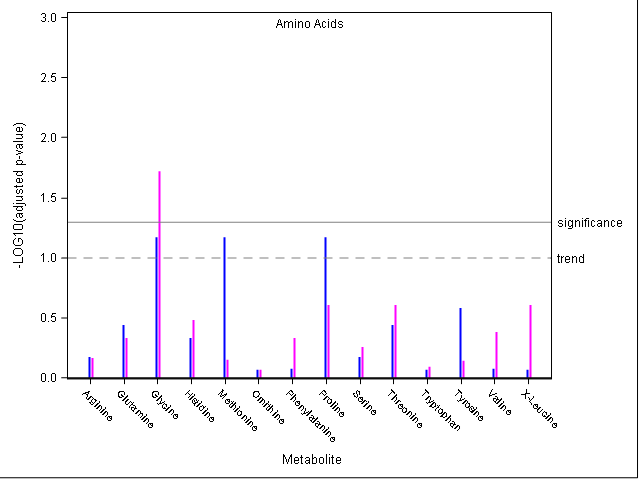 Amino Acids
3.0
2.5
2.0
1.5
1.0
0.5
0.0
-LOG10(adjusted p-value)
significance
trend
Arginine
Glutamine
Glycine
Histidine
Methionine
Ornithine
Phenylalanine
Proline
Serine
Threonine
Tryptophan
Tyrosine
Valine
X-Leucine
Metabolite